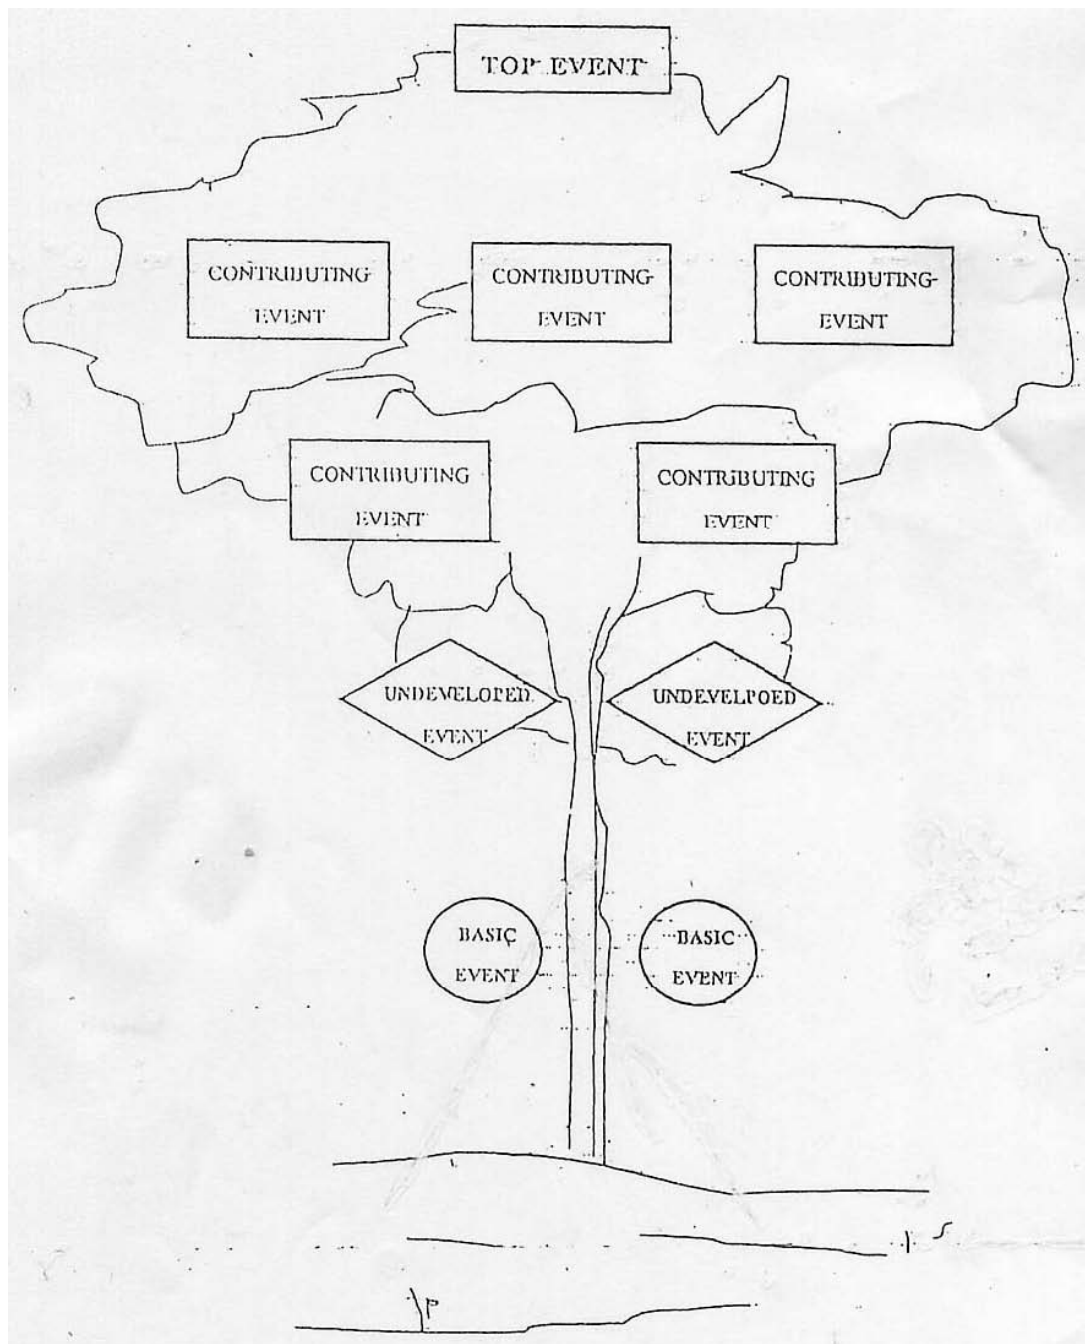 TOP EVENT
CONTRIBUTING
EVENT
CONTRIBUTING
EVENT
CONTRIBUTING
EVENT
CONTRIBUTING
EVENT
CONTRIBUTING
EVENT
UNDEVELOPED
EVENT
UNDEVELPOED
EVENT
BASIC
EVENT
BASIC
EVENT